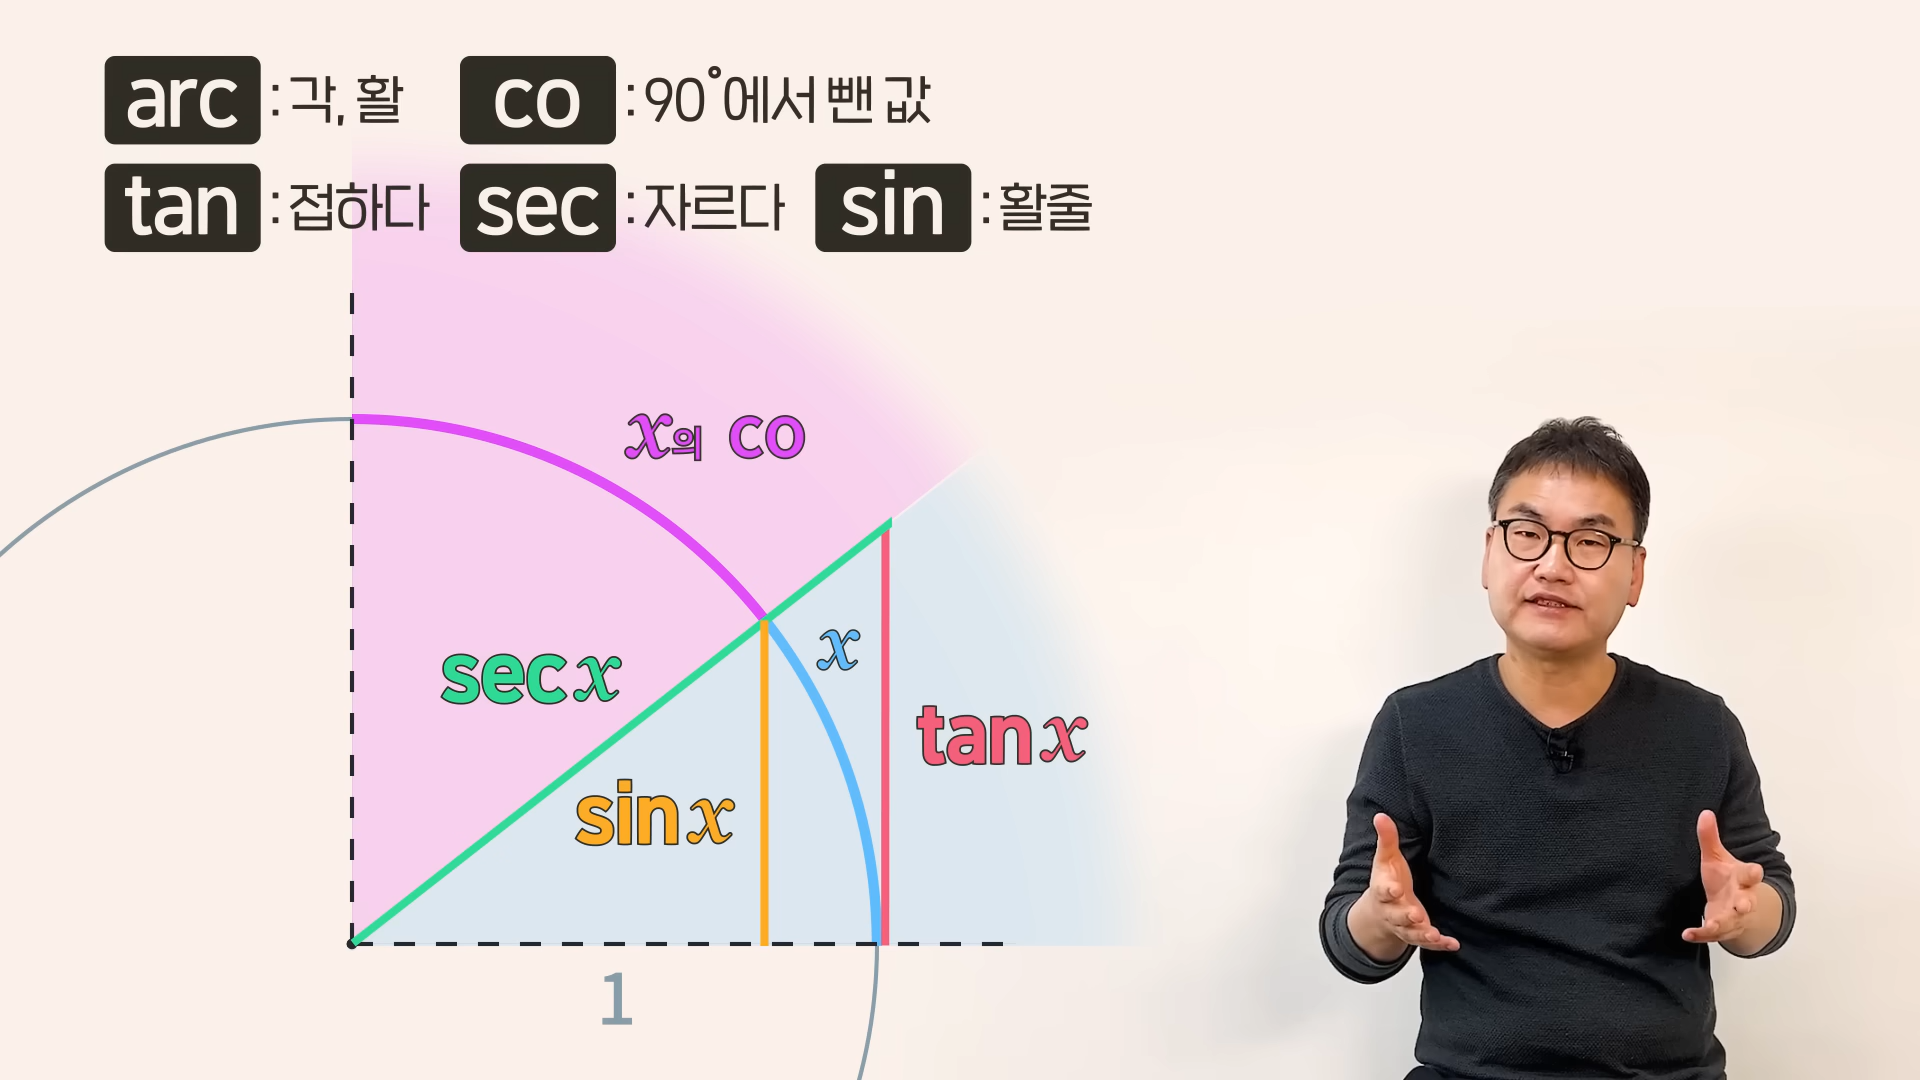 arc : 각, 활 co : 90°에서 뺀 값
tan : 접하다 sec : 자르다 sin : 활줄
x의 co
x
sec x
tan x
sin x
1